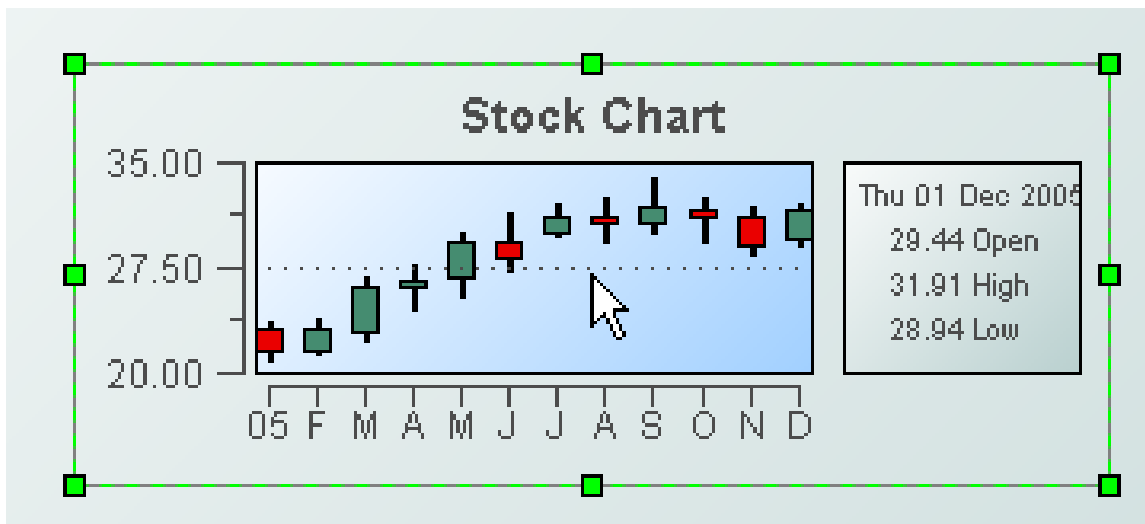 Stock Chart
35.00
27.50
20.00
05 F M A M J J A S O N D
Thu 01 Dec 2005
29.44 Open
31.91 High
28.94 Low